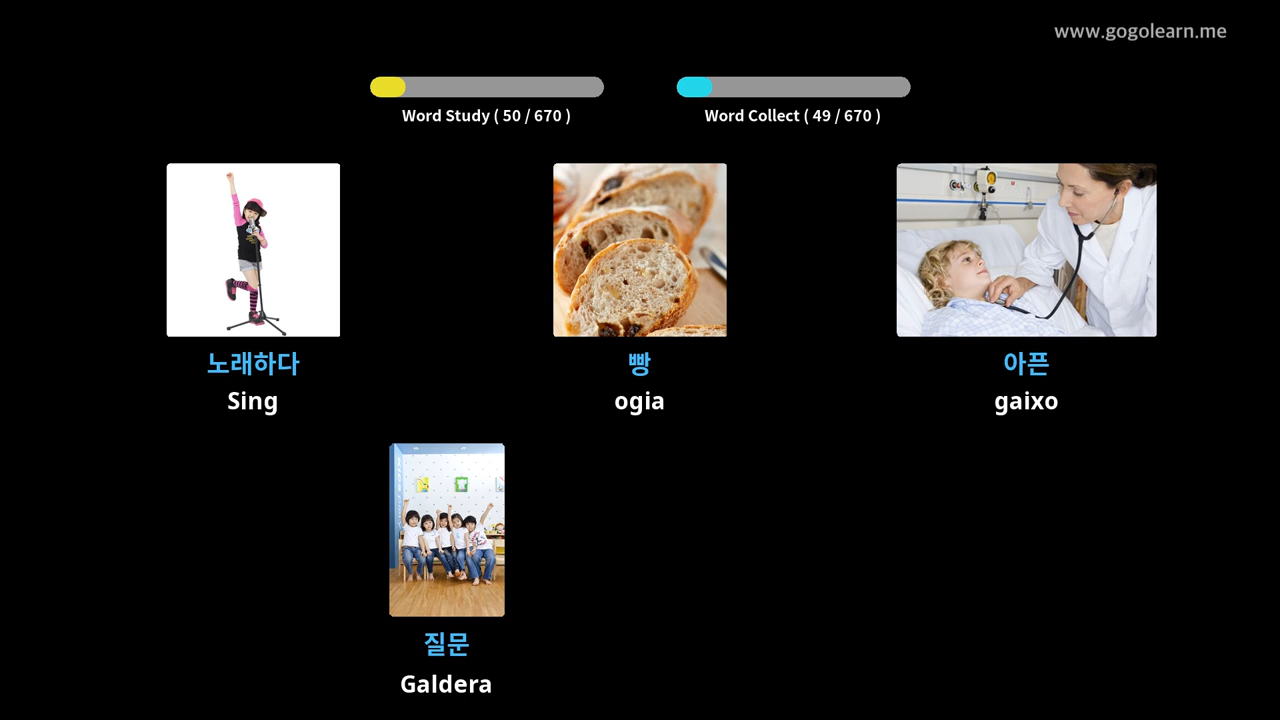 www.gogolearn.me
Word Study ( 50 / 670 )
Word Collect ( 49 / 670 )
노래하다
Sing
빵
ogia
아픈
gaixo
질문
Galdera